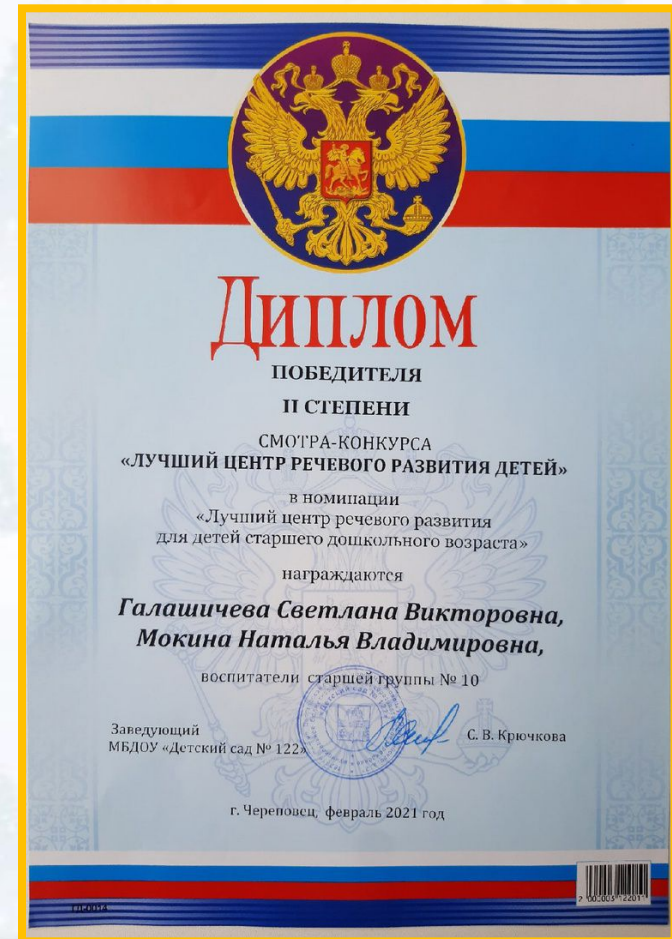 Диплом
ПОБЕДИТЕЛЯ
II СТЕПЕНИ
СМОТРА-КОНКУРСА
«ЛУЧШИЙ ЦЕНТР РЕЧЕВОГО РАЗВИТИЯ ДЕТЕЙ»
в номинации
«Лучший центр речевого развития
для детей старшего дошкольного возраста»
награждаются
Галашичева Светлана Викторовна,
Мокина Наталья Владимировна,
воспитатели старшей группы № 10
Заведующий
МБДОУ «Детский сад № 122»
С. В. Крючкова
г. Череповец, февраль 2021 год